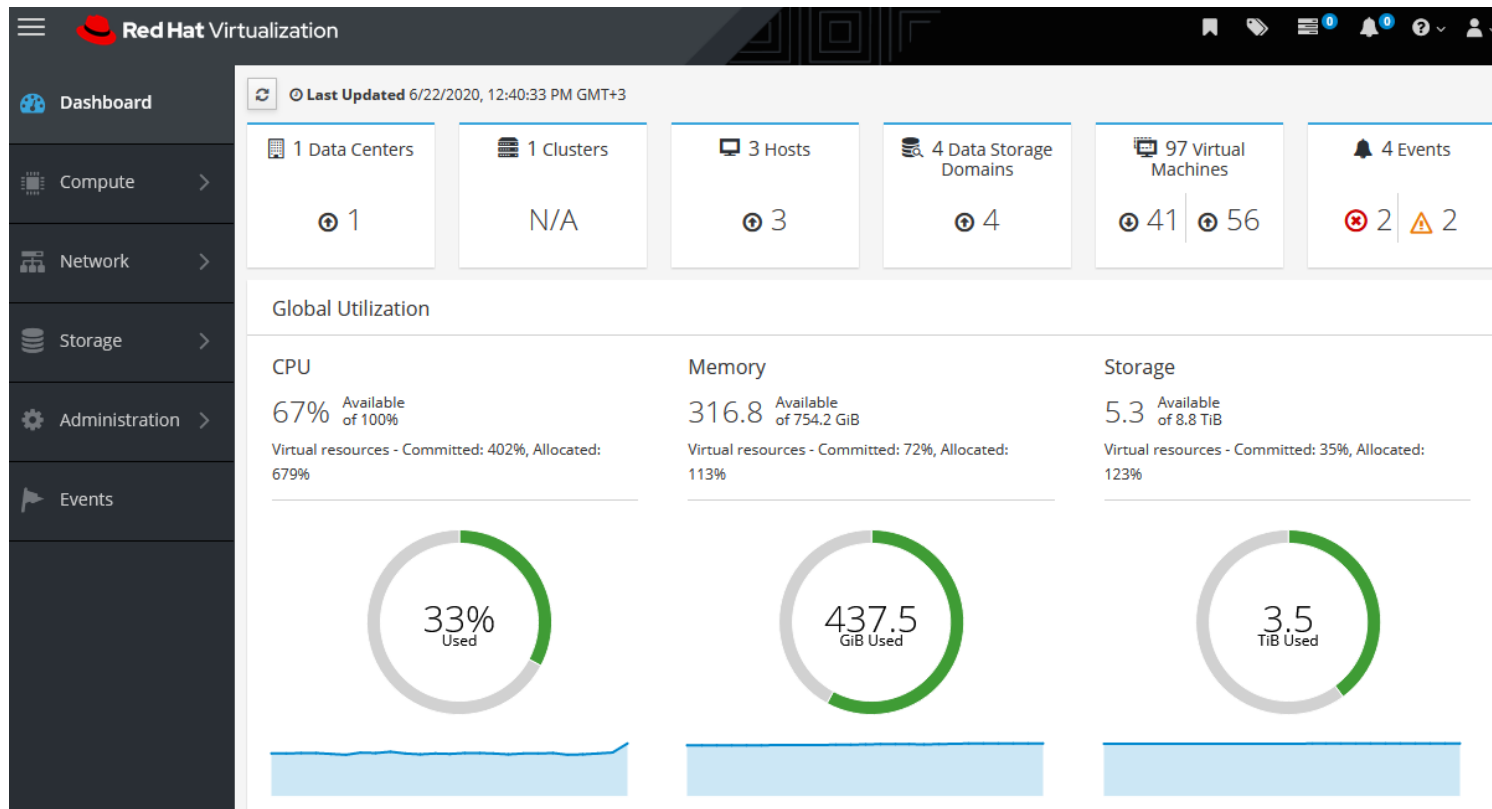 Red Hat Virtualization
0
0
Dashboard
Compute
Network
Storage
Administration
Events
Last Updated 6/22/2020, 12:40:33 PM GMT+3
1 Data Centers
1
1 Clusters
N/A
3 Hosts
3
4 Data Storage
Domains
4
97 Virtual
Machines
41 56
4 Events
2 2
Global Utilization
CPU
67% Available
of 100%
Virtual resources - Committed: 402%, Allocated:
679%
33%
Used
Memory
316.8 Available
of 754.2 GiB
Virtual resources - Committed: 72%, Allocated:
113%
437.5
GiB Used
Storage
5.3 Available
of 8.8 TiB
Virtual resources - Committed: 35%, Allocated:
123%
3.5
TiB Used